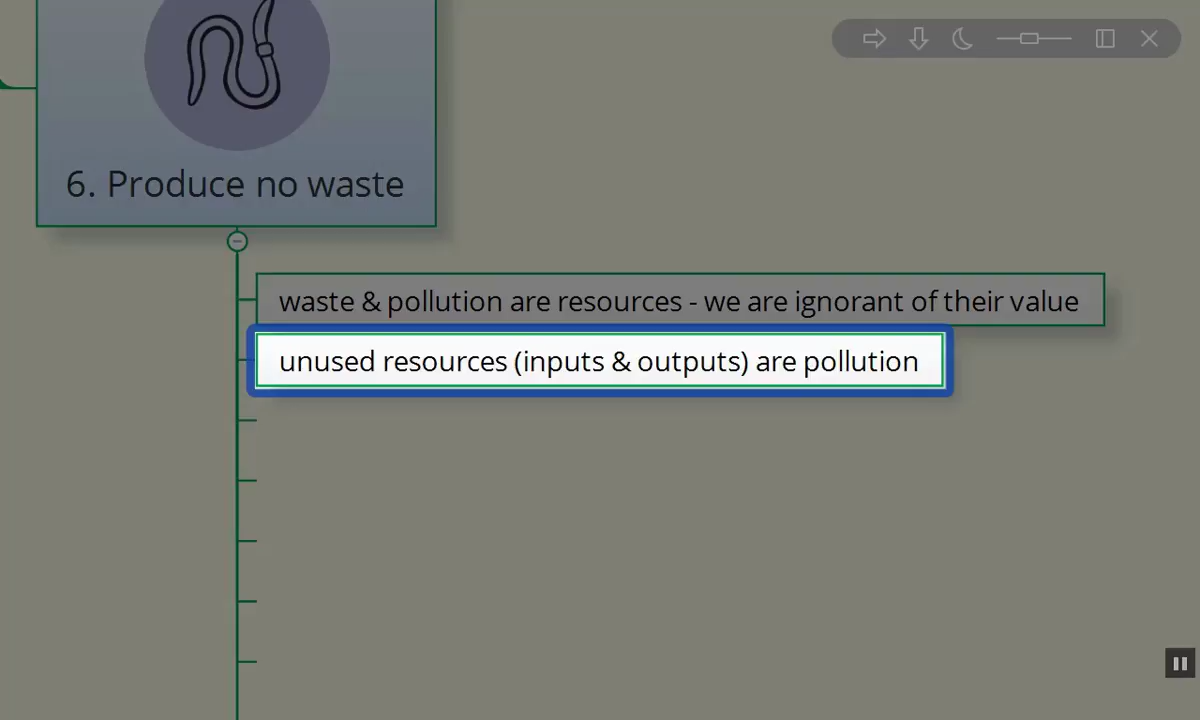 6. Produce no waste
waste & pollution are resources - we are ignorant of their value
unused resources (inputs & outputs) are pollution